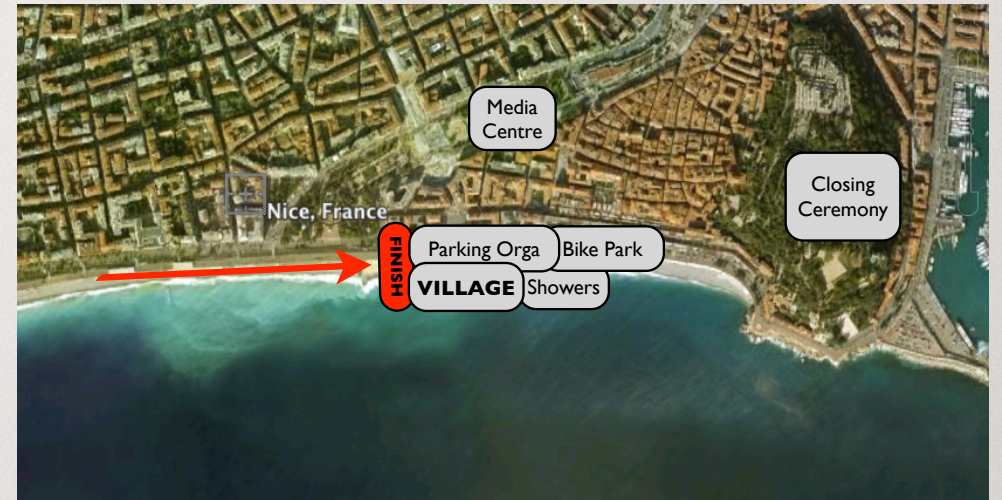 Media
Centre
Closing
Ceremony
Nice, France
FINISH
Parking Orga
Bike Park
VILLAGE
Showers